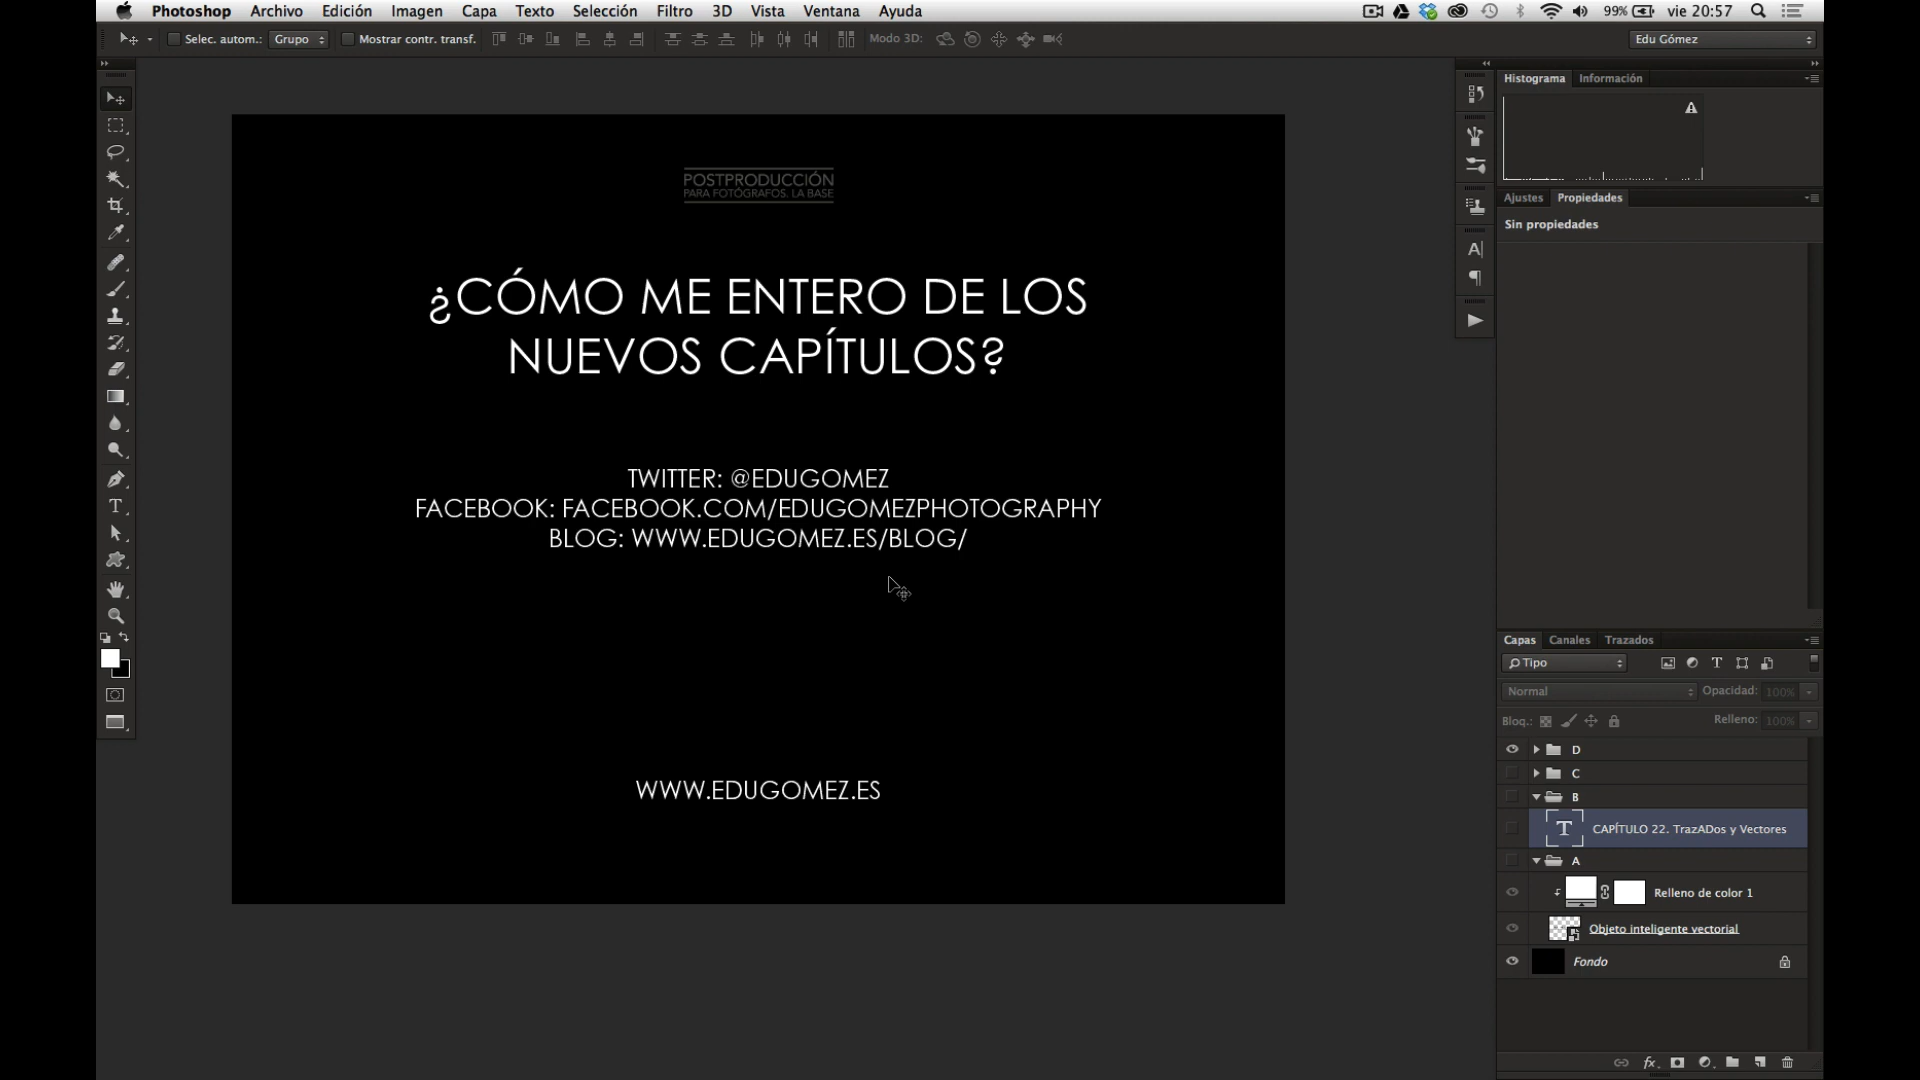 Photoshop Archivo Edición Imagen Capa Texto Selección Filtro 3D Vista Ventana Ayuda 99% vie 20:57
Selec. autom.: Grupo Mostrar contr. transf. Modo 3D: Edu Gómez
Histograma Información
Ajustes Propiedades
Sin propiedades
POSTPRODUCCIÓN
PARA FOTÓGRAFOS. LA BASE
¿CÓMO ME ENTERO DE LOS
NUEVOS CAPÍTULOS?
TWITTER: @EDUGOMEZ
FACEBOOK: FACEBOOK.COM/EDUGOMEZPHOTOGRAPHY
BLOG: WWW.EDUGOMEZ.ES/BLOG/
WWW.EDUGOMEZ.ES
Capas Canales Trazados
Tipo
Normal Opacidad: 100%
Bloq.: Relleno: 100%
D
C
B
CAPÍTULO 22. TrazADos y Vectores
A
Relleno de color 1
Objeto inteligente vectorial
Fondo